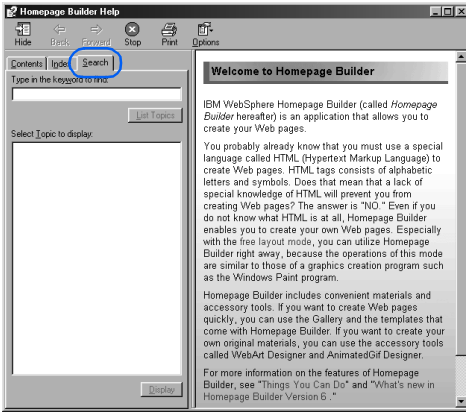 Homepage Builder Help
Hide Back Forward Stop Print Options
Contents Index Search
Type in the keyword to find:
List Topics
Select Topic to display:
Display
Welcome to Homepage Builder
IBM WebSphere Homepage Builder (called Homepage
Builder hereafter) is an application that allows you to
create your Web pages.
You probably already know that you must use a special
language called HTML (Hypertext Markup Language) to
create Web pages. HTML tags consists of alphabetic
letters and symbols. Does that mean that a lack of
special knowledge of HTML will prevent you from
creating Web pages? The answer is "NO." Even if you
do not know what HTML is at all, Homepage Builder
enables you to create your own Web pages. Especially
with the free layout mode, you can utilize Homepage
Builder right away, because the operations of this mode
are similar to those of a graphics creation program such
as the Windows Paint program.
Homepage Builder includes convenient materials and
accessory tools. If you want to create Web pages
quickly, you can use the Gallery and the templates that
come with Homepage Builder. If you want to create your
own original materials, you can use the accessory tools
called WebArt Designer and AnimatedGif Designer.
For more information on the features of Homepage
Builder, see "Things You Can Do" and "What's new in
Homepage Builder Version 6 ."